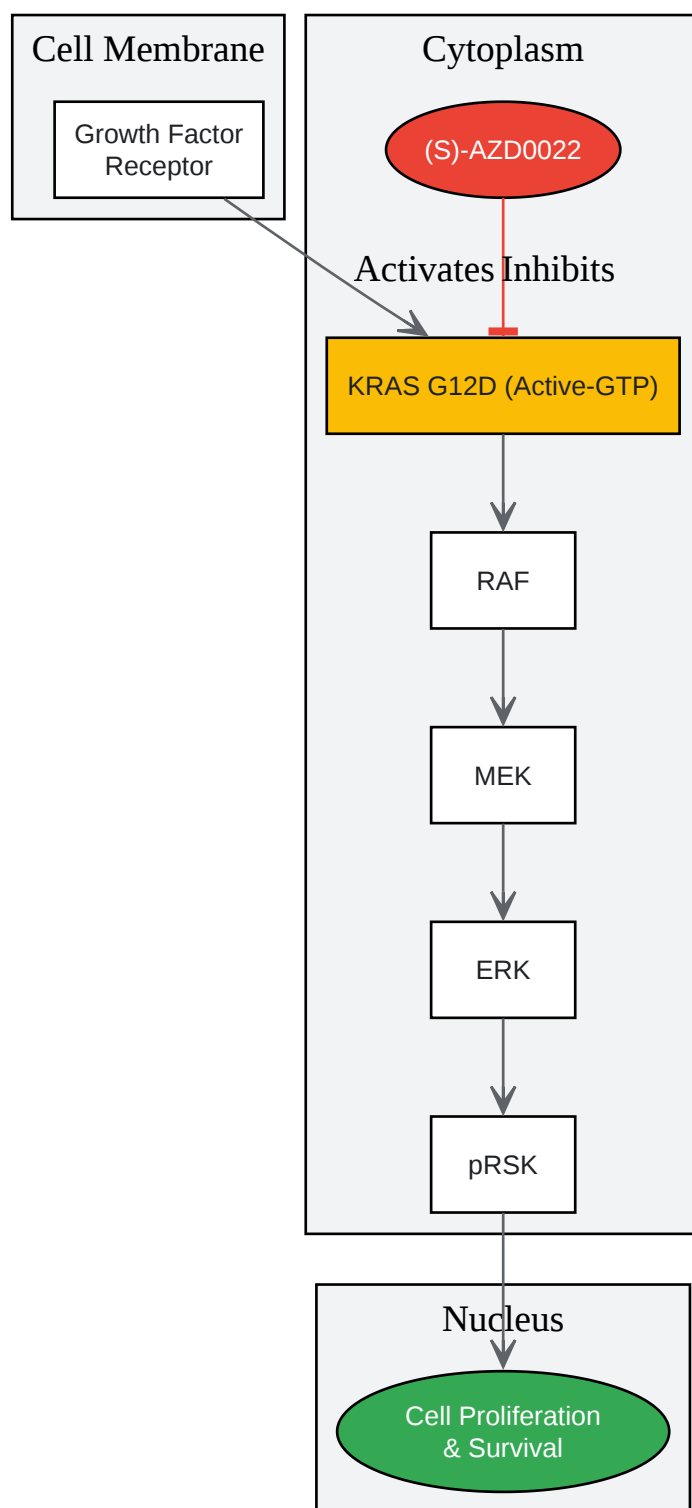 Cell Membrane
Growth Factor
Receptor
Cytoplasm
(S)-AZD0022
Activates
Inhibits
KRAS G12D (Active-GTP)
RAF
MEK
ERK
pRSK
Nucleus
Cell Proliferation
& Survival